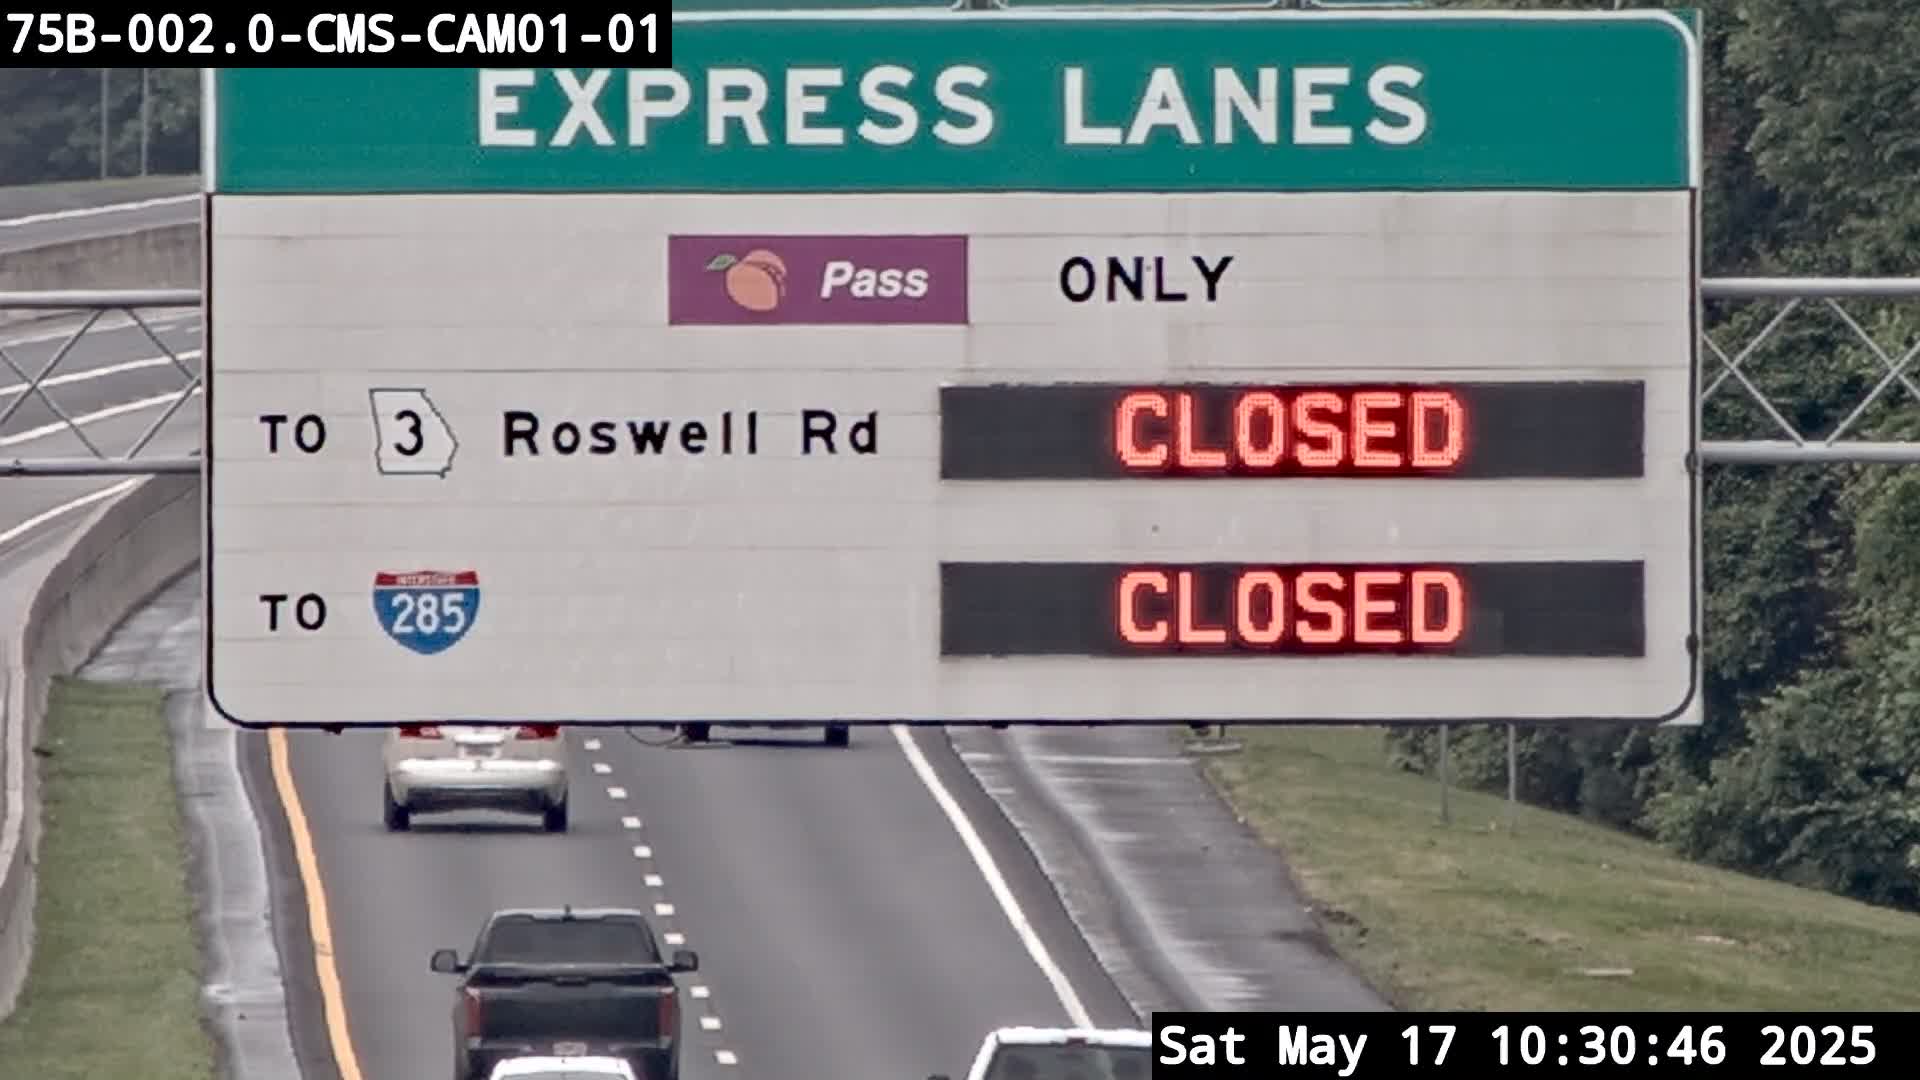 75B-002.0-CMS-CAM01-01
EXPRESS LANES
Pass ONLY
TO 3 Roswell Rd CLOSED
INTERSTATE
TO 285 CLOSED
Sat May 17 10:30:46 2025